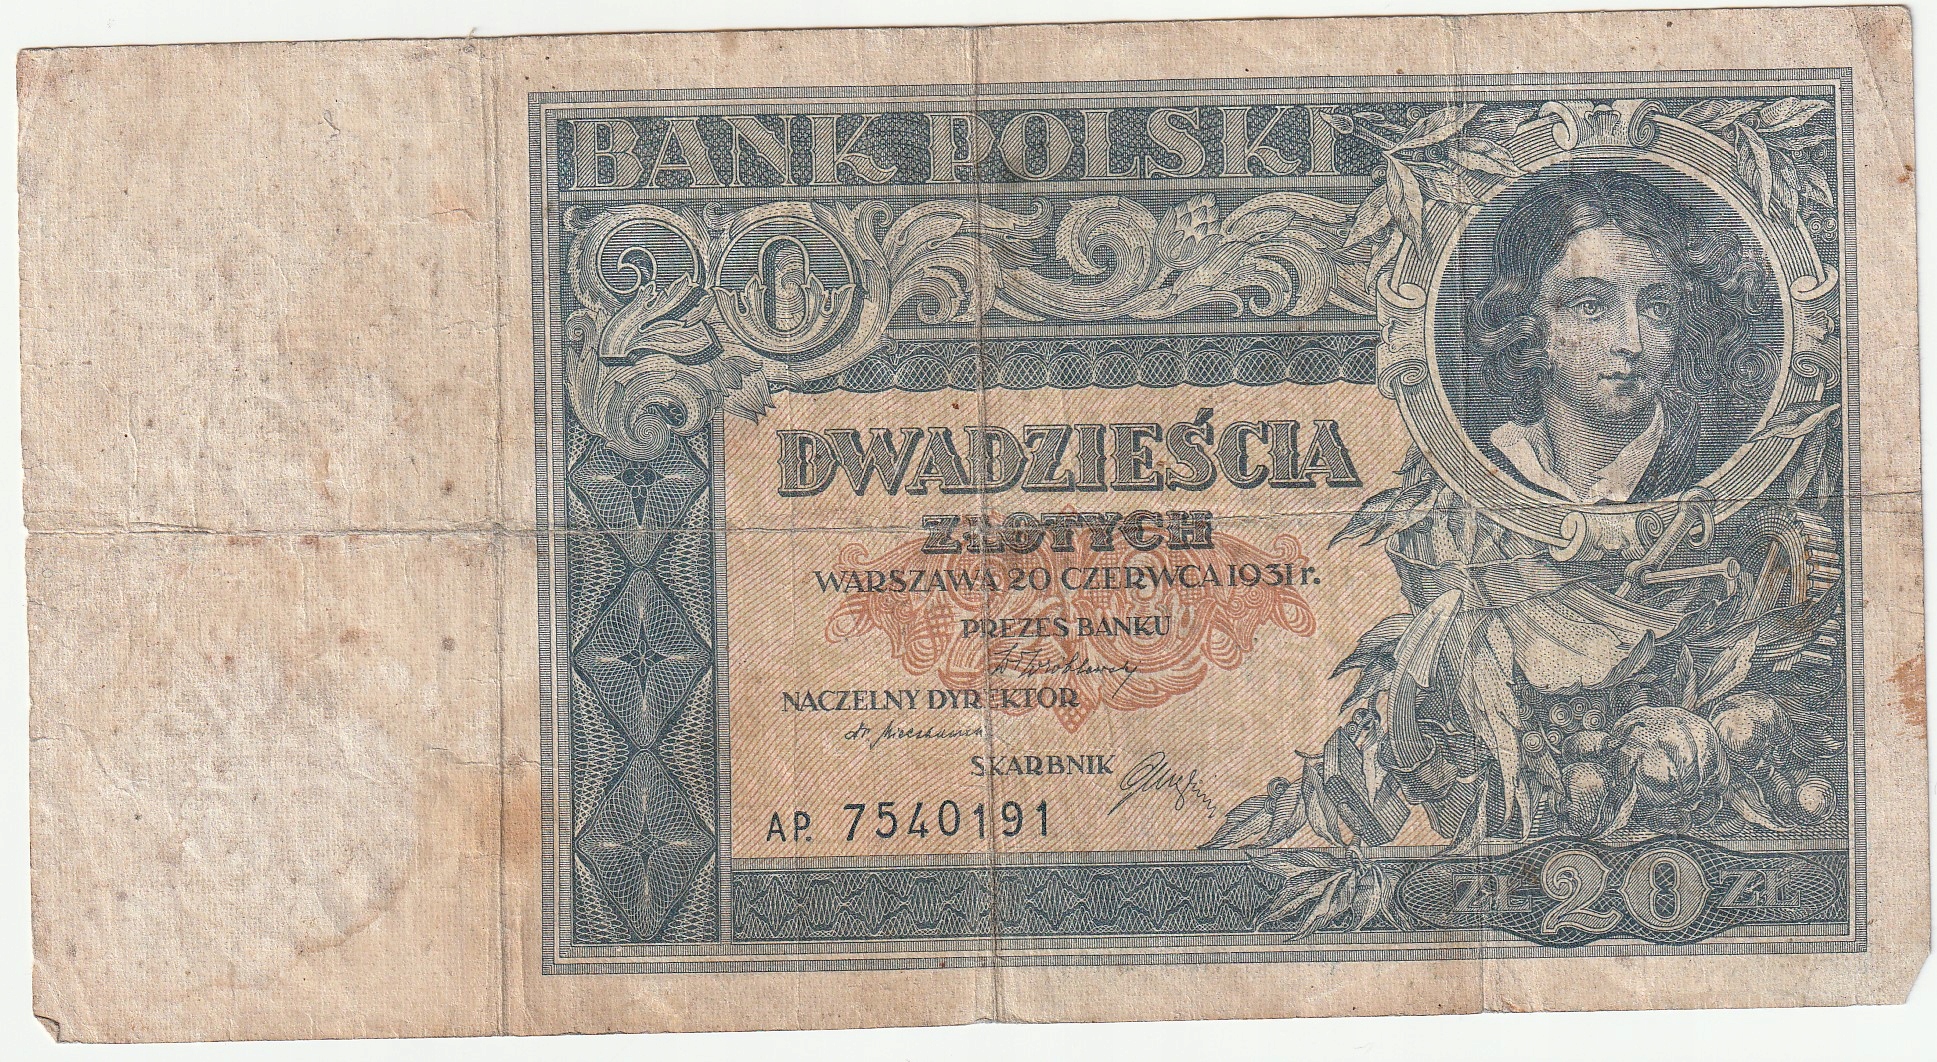 BANK POLSKI
20
DWADZIEŚCIA
ZŁOTYCH
WARSZAWA 20 CZERWCA 1931 r.
PREZES BANKU
NACZELNY DYREKTOR
SKARBNIK
AP. 7540191
ZŁ 20 ZŁ